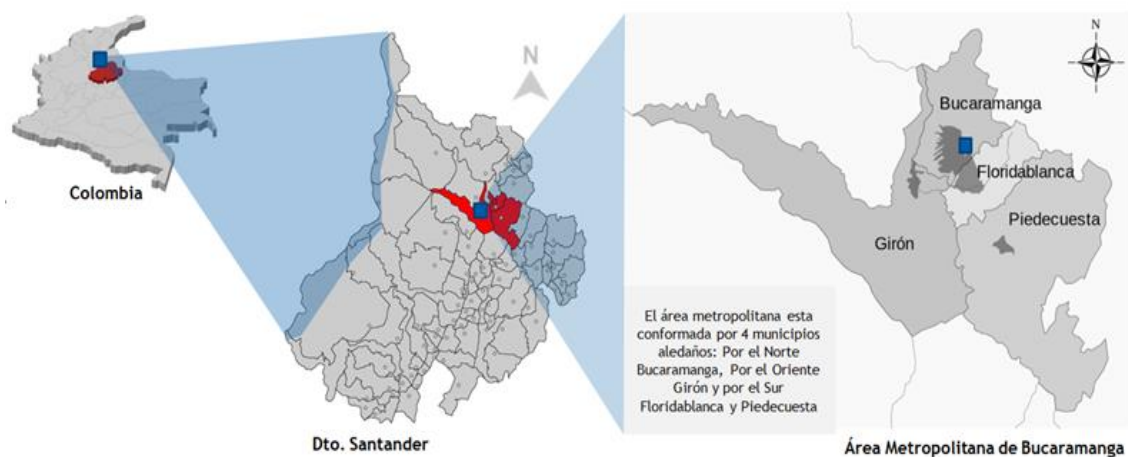 Colombia
N
Dto. Santander
N
Bucaramanga
Floridablanca
Piedecuesta
Girón
El área metropolitana esta
conformada por 4 municipios
aledaños: Por el Norte
Bucaramanga, Por el Oriente
Girón y por el Sur
Floridablanca y Piedecuesta
Área Metropolitana de Bucaramanga